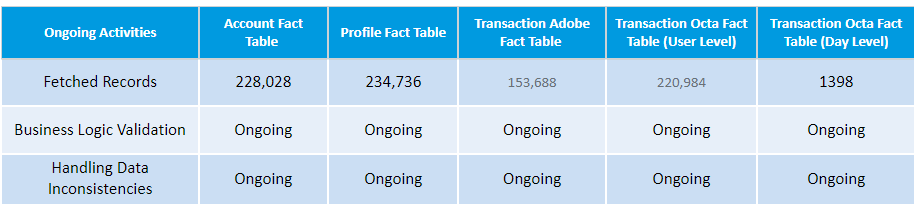 Ongoing Activities
Account Fact
Table
Profile Fact Table
Transaction Adobe
Fact Table
Transaction Octa Fact
Table (User Level)
Transaction Octa Fact
Table (Day Level)
Fetched Records
228,028
234,736
153,688
220,984
1398
Business Logic Validation
Ongoing
Ongoing
Ongoing
Ongoing
Ongoing
Handling Data
Inconsistencies
Ongoing
Ongoing
Ongoing
Ongoing
Ongoing